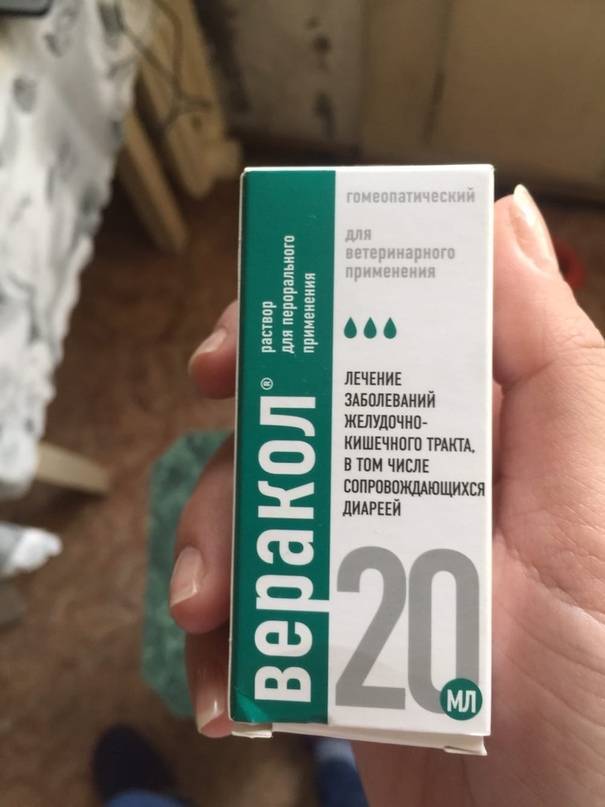 веракол®
раствор
для перорального
применения
гомеопатический
для
ветеринарного
применения
ЛЕЧЕНИЕ
ЗАБОЛЕВАНИЙ
ЖЕЛУДОЧНО-
КИШЕЧНОГО ТРАКТА,
В ТОМ ЧИСЛЕ
СОПРОВОЖДАЮЩИХСЯ
ДИАРЕЕЙ
20
МЛ